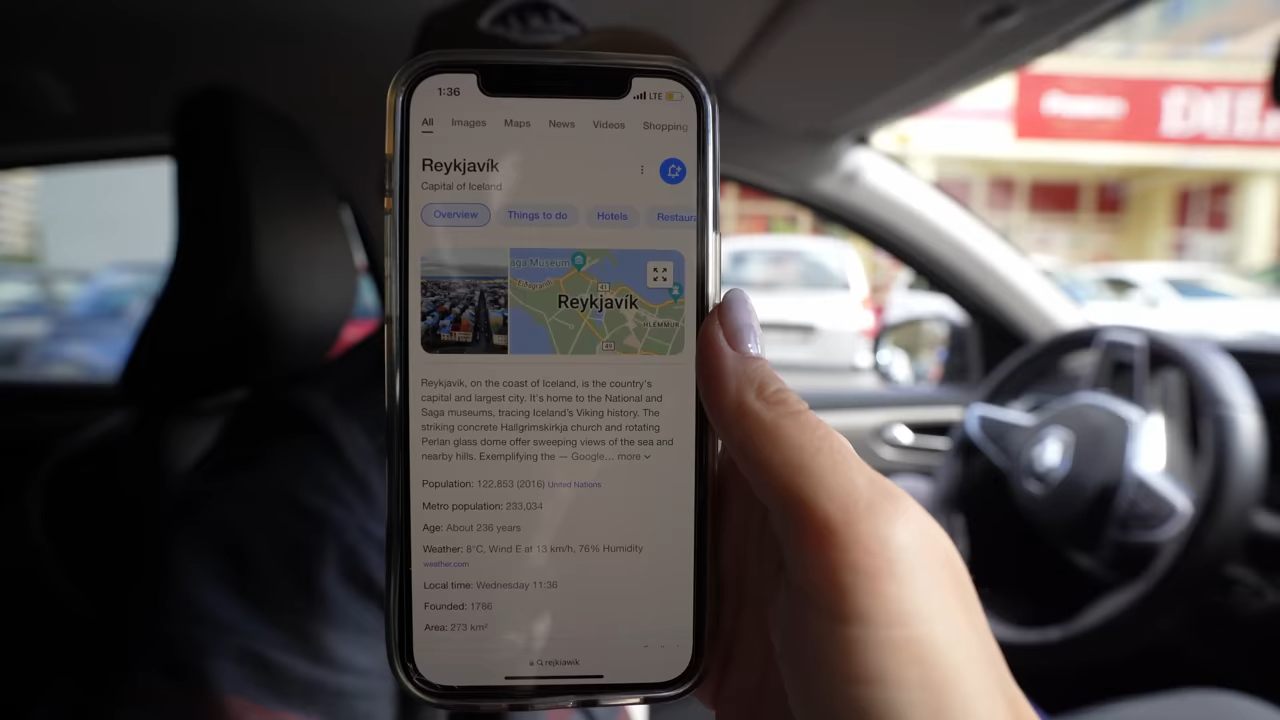 1:36 LTE
All Images Maps News Videos Shopping
Reykjavík
Capital of Iceland
Overview Things to do Hotels Restaura
aga Museum
Eiðsgrandi
41
Reykjavík
HLEMMUR
49
Reykjavík, on the coast of Iceland, is the country's
capital and largest city. It's home to the National and
Saga museums, tracing Iceland's Viking history. The
striking concrete Hallgrimskirkja church and rotating
Perlan glass dome offer sweeping views of the sea and
nearby hills. Exemplifying the — Google... more
Population: 122,853 (2016) United Nations
Metro population: 233,034
Age: About 236 years
Weather: 8°C, Wind E at 13 km/h, 76% Humidity
weather.com
Local time: Wednesday 11:36
Founded: 1786
Area: 273 km²
rejkiawik